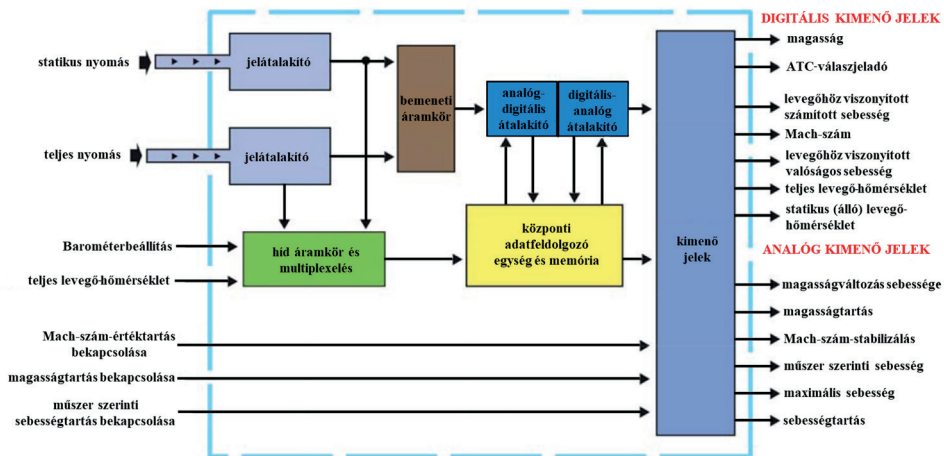 DIGITÁLIS KIMENŐ JELEK
statikus nyomás
jelátalakító
magasság
ATC-válaszjeladó
bemeneti
áramkör
analóg-
digitális
átalakító
digitális-
analóg
átalakító
levegőhöz viszonyított
számított sebesség
Mach-szám
teljes nyomás
jelátalakító
levegőhöz viszonyított
valóságos sebesség
teljes levegő-hőmérséklet
statikus (álló) levegő-
hőmérséklet
Barométerbeállítás
teljes levegő-hőmérséklet
híd áramkör és
multiplexelés
központi
adatfeldolgozó
egység és memória
kimenő
jelek
ANALÓG KIMENŐ JELEK
magasságváltozás sebessége
magasságtartás
Mach-szám-értéktartás
bekapcsolása
Mach-szám-stabilizálás
műszer szerinti sebesség
magasságtartás bekapcsolása
maximális sebesség
műszer szerinti
sebességtartás bekapcsolása
sebességtartás